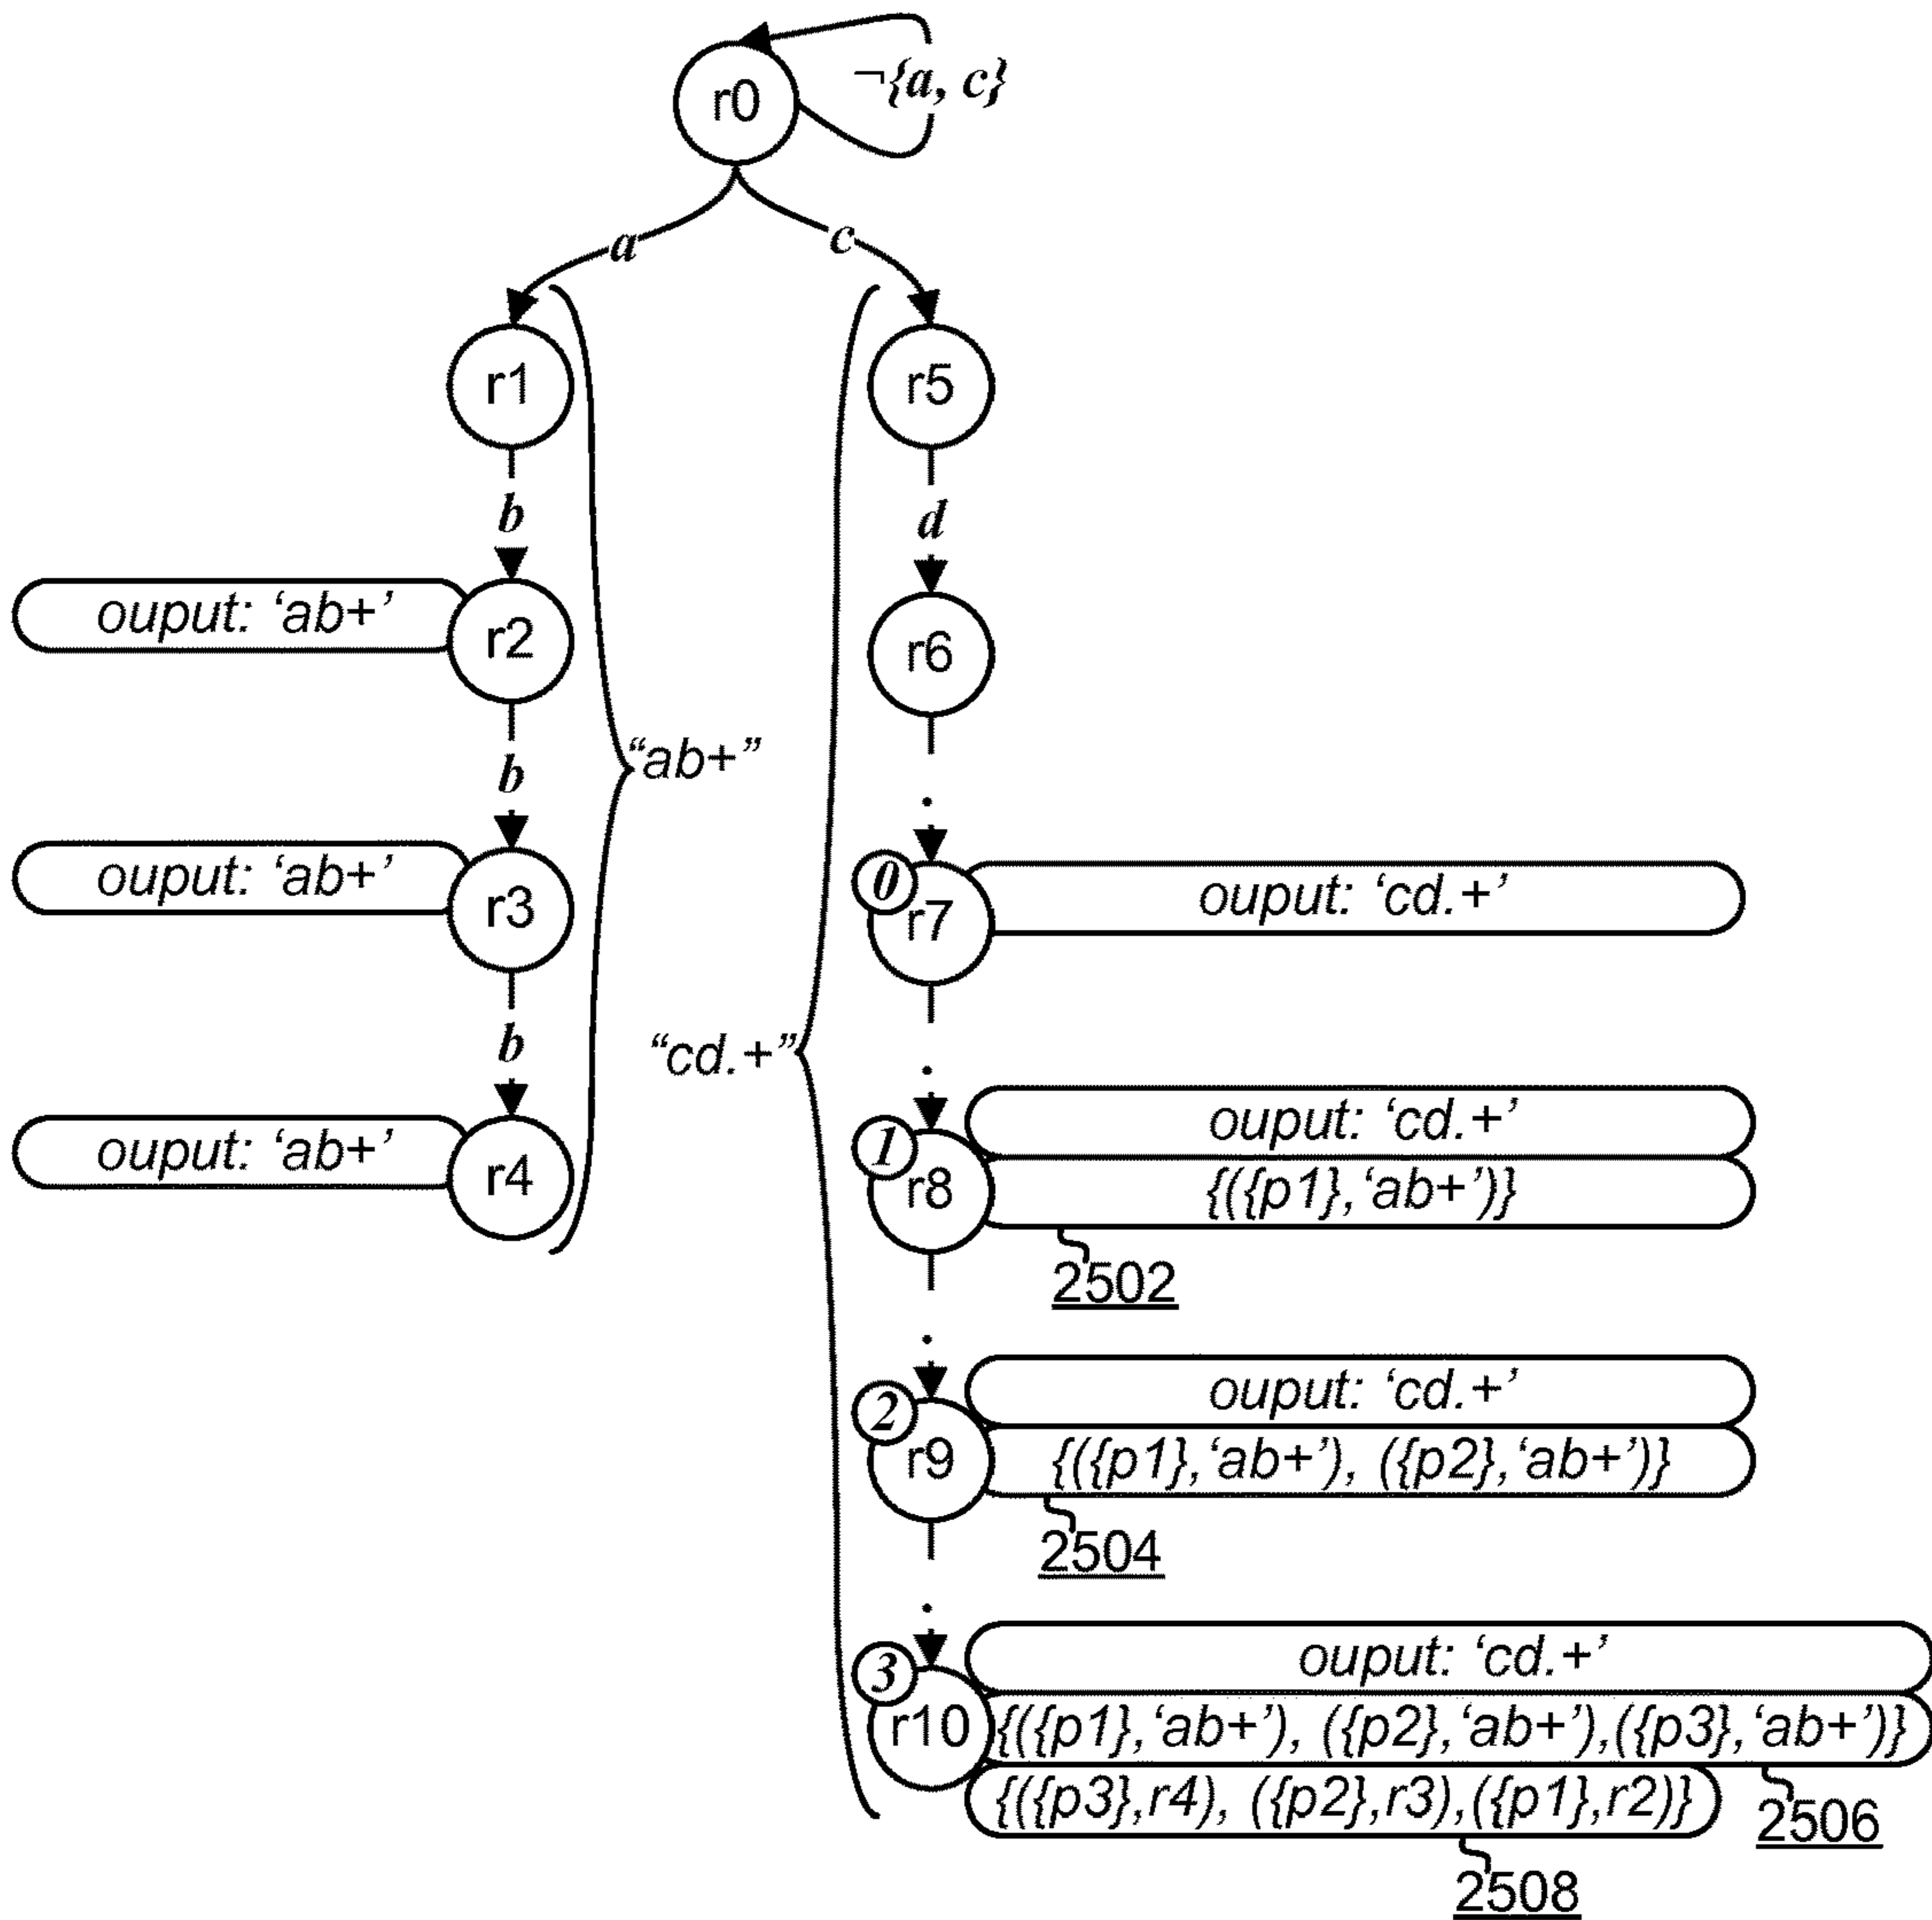 r0
¬{a, c}
a
c
r1
r5
b
d
ouput: ‘ab+’
r2
r6
b
“ab+”
.
ouput: ‘ab+’
r3
0
r7
ouput: ‘cd.+’
b
“cd.+”
.
ouput: ‘ab+’
r4
1
r8
ouput: ‘cd.+’
{({p1},‘ab+’)}
2502
.
2
r9
ouput: ‘cd.+’
{({p1},‘ab+’), ({p2},‘ab+’)}
2504
.
3
r10
ouput: ‘cd.+’
{({p1},‘ab+’), ({p2},‘ab+’),({p3},‘ab+’)}
{({p3},r4), ({p2},r3),({p1},r2)}
2506
2508